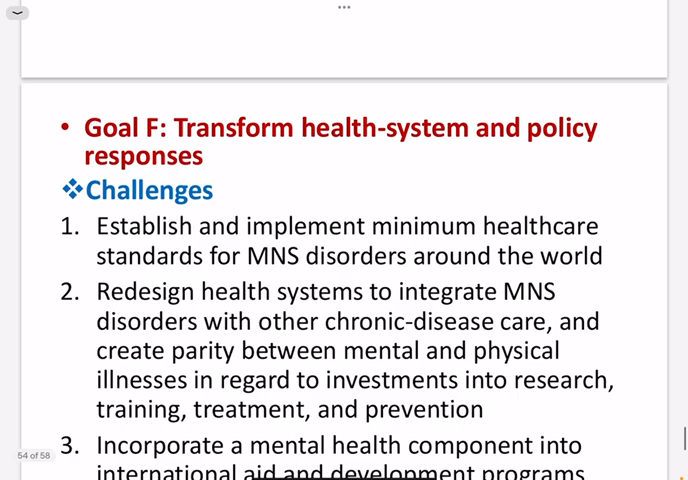 • Goal F: Transform health-system and policy
responses
❖Challenges
1. Establish and implement minimum healthcare
standards for MNS disorders around the world
2. Redesign health systems to integrate MNS
disorders with other chronic-disease care, and
create parity between mental and physical
illnesses in regard to investments into research,
training, treatment, and prevention
3. Incorporate a mental health component into
international aid and development programs
54 of 58